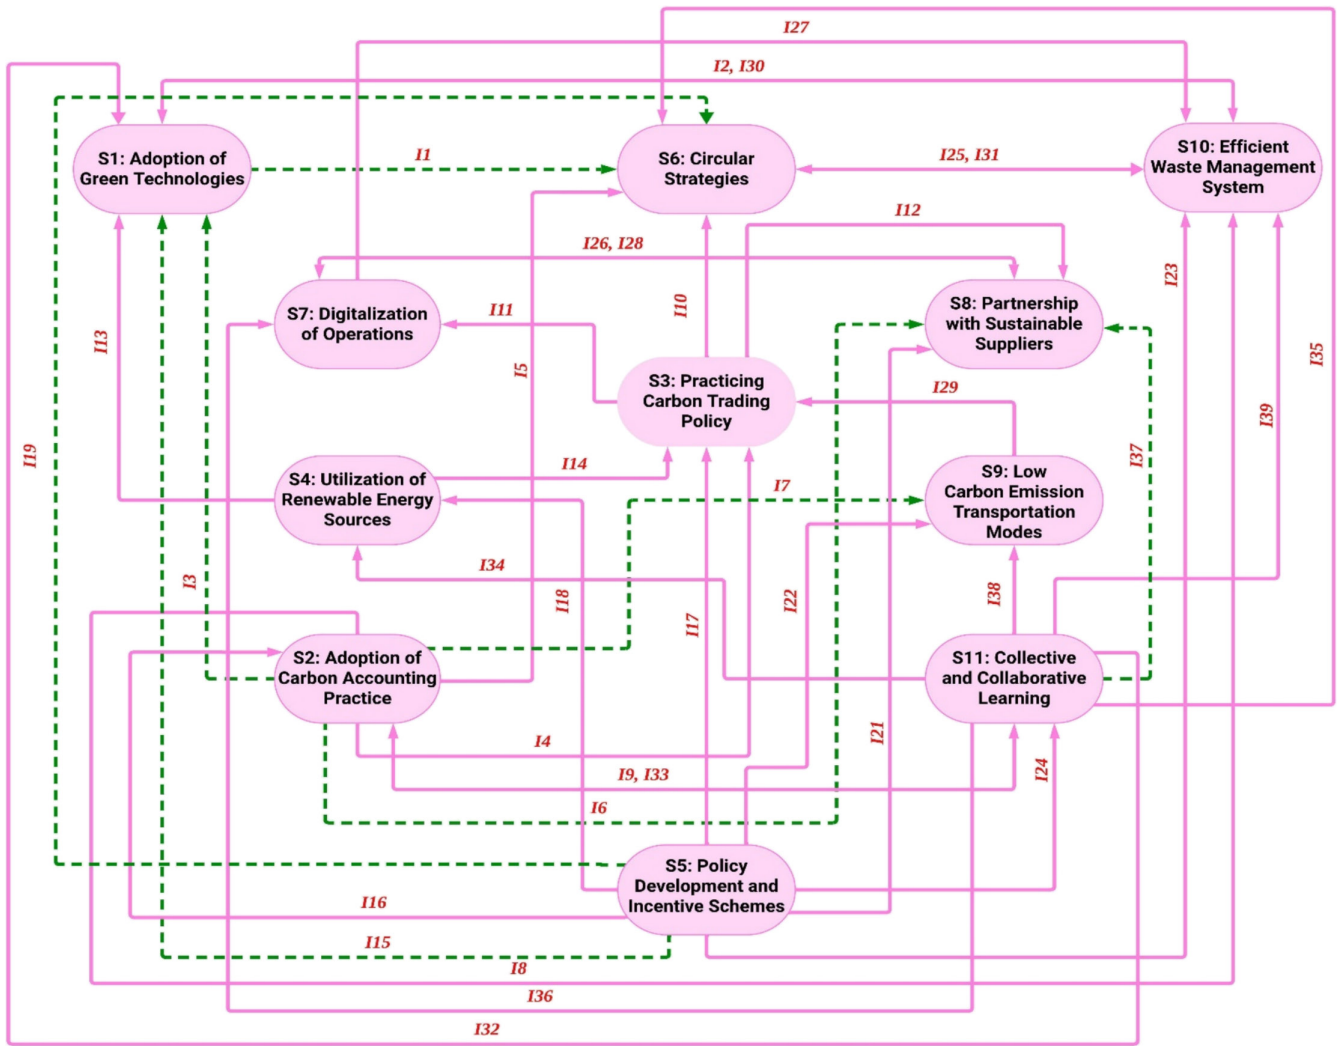 I27
I2, I30
S1: Adoption of
Green Technologies
I1
S6: Circular
Strategies
I25, I31
S10: Efficient
Waste Management
System
I12
I26, I28
I23
S7: Digitalization
of Operations
I11
I10
S8: Partnership
with Sustainable
Suppliers
I13
I5
I35
S3: Practicing
Carbon Trading
Policy
I29
I39
I19
I37
S4: Utilization of
Renewable Energy
Sources
I14
I7
S9: Low
Carbon Emission
Transportation
Modes
I3
I34
I18
I17
I22
I38
S2: Adoption of
Carbon Accounting
Practice
S11: Collective
and Collaborative
Learning
I4
I21
I9, I33
I24
I6
S5: Policy
Development and
Incentive Schemes
I16
I15
I8
I36
I32